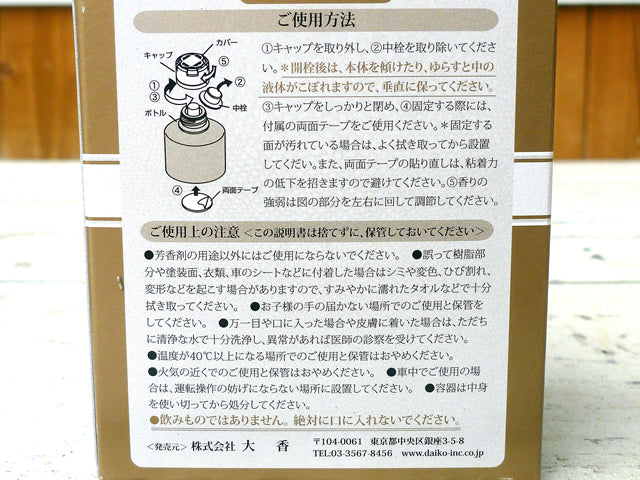 ご使用方法
カバー
キャップ
⑤
②
①
③
中栓
ボトル
④
両面テープ
①キャップを取り外し、②中栓を取り除いてくださ
い。＊開栓後は、本体を傾けたり、ゆらすと中の
液体がこぼれますので、垂直に保ってください。
③キャップをしっかりと閉め、④固定する際には、
付属の両面テープをご使用ください。＊固定する
面が汚れている場合は、よく拭き取ってから設置
してください。また、両面テープの貼り直しは、粘着力
の低下を招きますので避けてください。⑤香りの
強弱は図の部分を左右に回して調節してください。
ご使用上の注意 <この説明書は捨てずに、保管しておいてください>
●芳香剤の用途以外にはご使用にならないでください。 ●誤って樹脂部
分や塗装面、衣類、車のシートなどに付着した場合はシミや変色、ひび割れ、
変形などを起こす場合がありますので、すみやかに濡れたタオルなどで十分
拭き取ってください。 ●お子様の手の届かない場所でのご使用と保管を
してください。 ●万一目や口に入った場合や皮膚に着いた場合は、ただち
に清浄な水で十分洗浄し、異常があれば医師の診察を受けてください。
●温度が40℃以上になる場所でのご使用と保管はおやめください。
●火気の近くでのご使用と保管はおやめください。 ●車中でご使用の場
合は、運転操作の妨げにならない場所に設置してください。 ●容器は中身
を使い切ってから処分してください。
●飲みものではありません。絶対に口に入れないでください。
<発売元> 株式会社 大 香
〒104-0061 東京都中央区銀座3-5-8
TEL.03-3567-8456 www.daiko-inc.co.jp